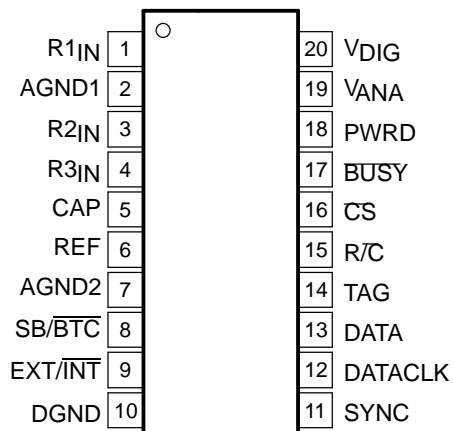 R1IN 1 20 VDIG
AGND1 2 19 VANA
R2IN 3 18 PWRD
R3IN 4 17 BUSY
CAP 5 16 CS
REF 6 15 R/C
AGND2 7 14 TAG
SB/BTC 8 13 DATA
EXT/INT 9 12 DATACLK
DGND 10 11 SYNC